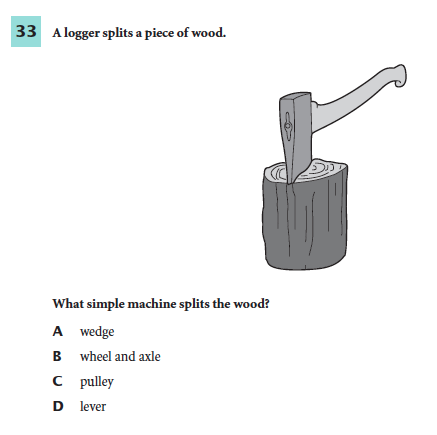 33 A logger splits a piece of wood.
What simple machine splits the wood?
A wedge
B wheel and axle
C pulley
D lever